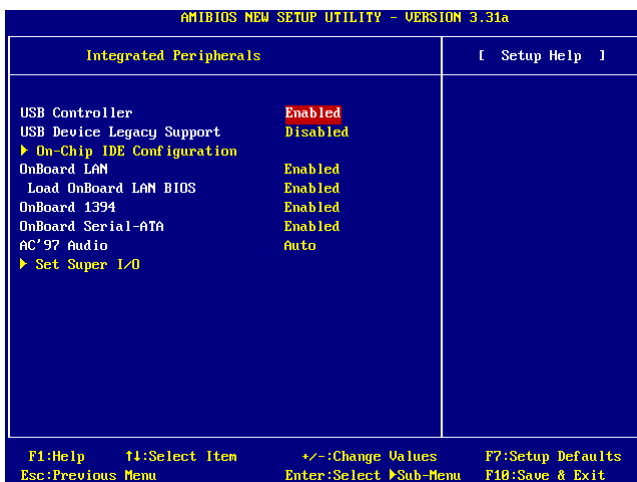 AMIBIOS NEW SETUP UTILITY - VERSION 3.31a
Integrated Peripherals
[ Setup Help ]
USB Controller Enabled
USB Device Legacy Support Disabled
▶ On-Chip IDE Configuration
OnBoard LAN Enabled
Load OnBoard LAN BIOS Enabled
OnBoard 1394 Enabled
OnBoard Serial-ATA Enabled
AC'97 Audio Auto
▶ Set Super I/O
F1:Help ↑↓:Select Item +/-:Change Values F7:Setup Defaults
Esc:Previous Menu Enter:Select ▶Sub-Menu F10:Save & Exit